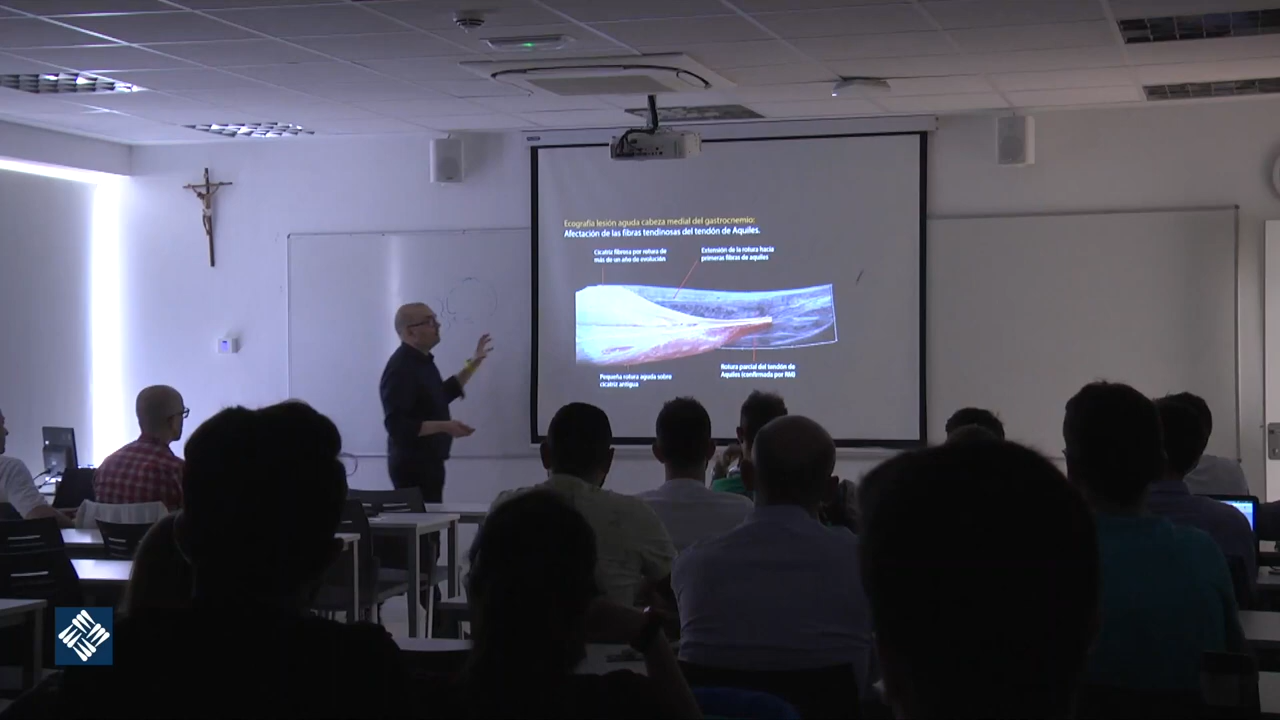 Ecografía lesión aguda cabeza medial del gastrocnemio:
Afectación de las fibras tendinosas del tendón de Aquiles.
Cicatriz fibrosa por rotura de
más de un año de evolución
Extensión de la rotura hacia
primeras fibras de aquiles
Pequeña rotura aguda sobre
cicatriz antigua
Rotura parcial del tendón de
Aquiles (confirmada por RM)